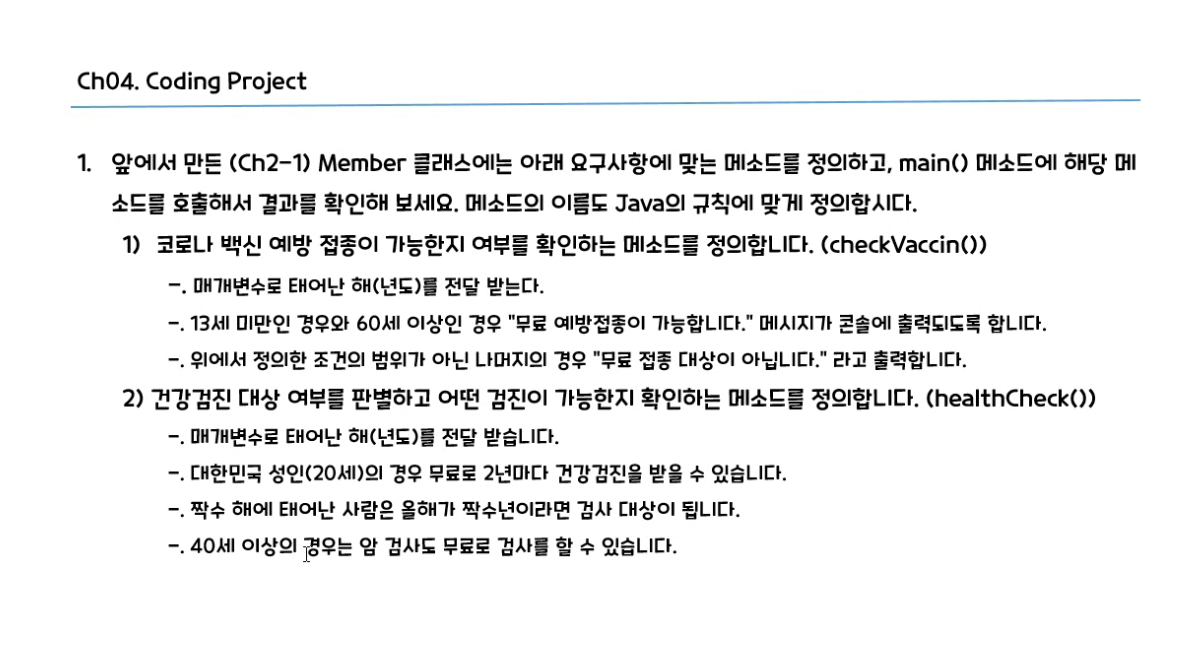 Ch04. Coding Project
1. 앞에서 만든 (Ch2-1) Member 클래스에는 아래 요구사항에 맞는 메소드를 정의하고, main() 메소드에 해당 메
소드를 호출해서 결과를 확인해 보세요. 메소드의 이름도 Java의 규칙에 맞게 정의합시다.
1) 코로나 백신 예방 접종이 가능한지 여부를 확인하는 메소드를 정의합니다. (checkVaccin())
-. 매개변수로 태어난 해(년도)를 전달 받는다.
-. 13세 미만인 경우와 60세 이상인 경우 "무료 예방접종이 가능합니다." 메시지가 콘솔에 출력되도록 합니다.
-. 위에서 정의한 조건의 범위가 아닌 나머지의 경우 "무료 접종 대상이 아닙니다." 라고 출력합니다.
2) 건강검진 대상 여부를 판별하고 어떤 검진이 가능한지 확인하는 메소드를 정의합니다. (healthCheck())
-. 매개변수로 태어난 해(년도)를 전달 받습니다.
-. 대한민국 성인(20세)의 경우 무료로 2년마다 건강검진을 받을 수 있습니다.
-. 짝수 해에 태어난 사람은 올해가 짝수년이라면 검사 대상이 됩니다.
-. 40세 이상의 경우는 암 검사도 무료로 검사를 할 수 있습니다.